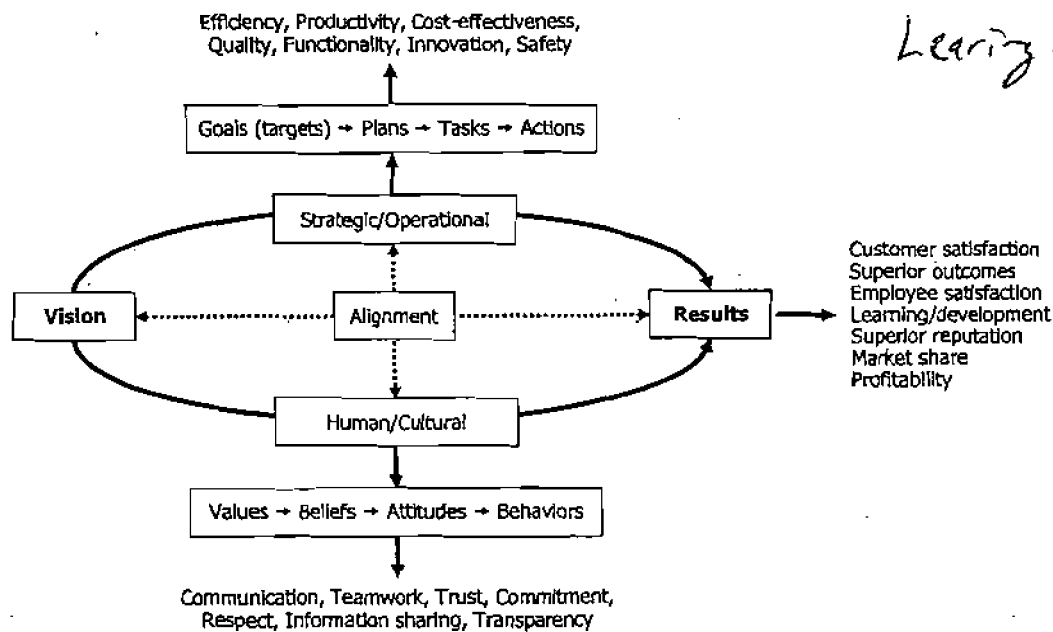 Efficiency, Productivity, Cost-effectiveness,
Quality, Functionality, Innovation, Safety
Learing
Goals (targets) → Plans → Tasks → Actions
Strategic/Operational
Vision
Alignment
Results
Customer satisfaction
Superior outcomes
Employee satisfaction
Learning/development
Superior reputation
Market share
Profitability
Human/Cultural
Values → Beliefs → Attitudes → Behaviors
Communication, Teamwork, Trust, Commitment,
Respect, Information sharing, Transparency